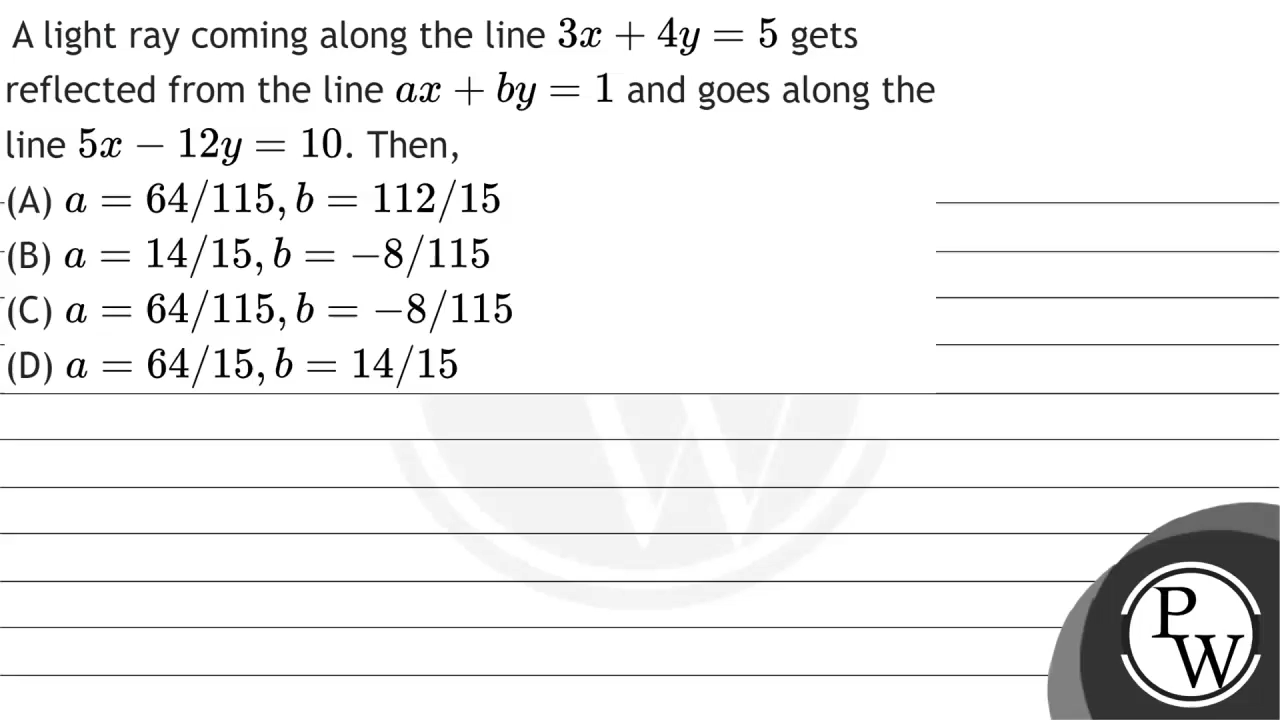 A light ray coming along the line 3x + 4y = 5 gets
reflected from the line ax + by = 1 and goes along the
line 5x − 12y = 10. Then,
(A) a = 64/115, b = 112/15
(B) a = 14/15, b = −8/115
(C) a = 64/115, b = −8/115
(D) a = 64/15, b = 14/15
P
W